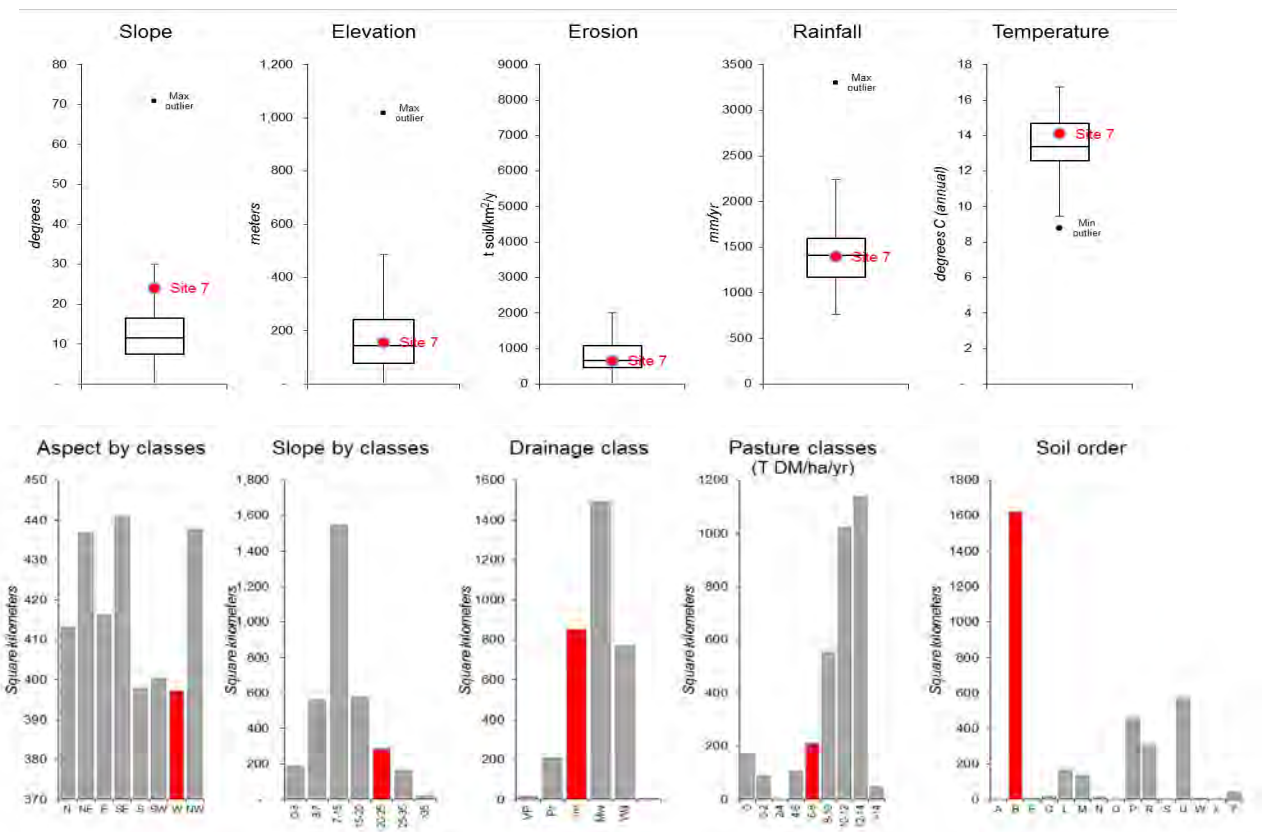 Slope
Elevation
Erosion
Rainfall
Temperature
80
70
60
50
40
30
20
10
-
degrees
Max
outlier
Site 7
1,200
1,000
800
600
400
200
-
meters
Max
outlier
Site 7
9000
8000
7000
6000
5000
4000
3000
2000
1000
0
t soil/km²/y
Site 7
3500
3000
2500
2000
1500
1000
500
0
mm/yr
Max
outlier
Site 7
18
16
14
12
10
8
6
4
2
-
degrees C (annual)
Site 7
Min
outlier
Aspect by classes
Slope by classes
Drainage class
Pasture classes
(T DM/ha/yr)
Soil order
450
440
430
420
410
400
390
380
370
Square kilometers
N NE E SE S SW W NW
1,800
1,600
1,400
1,200
1,000
800
600
400
200
-
Square kilometers
0-3 3-7 7-15 15-20 20-25 25-35 >35
1600
1400
1200
1000
800
600
400
200
0
Square kilometers
VP Pr Im Mw Wd
1200
1000
800
600
400
200
0
Square kilometers
0 0-2 2-4 4-6 6-8 8-10 10-12 12-14 >14
1800
1600
1400
1200
1000
800
600
400
200
0
Square kilometers
A B E G L M N O P R S U W X Z